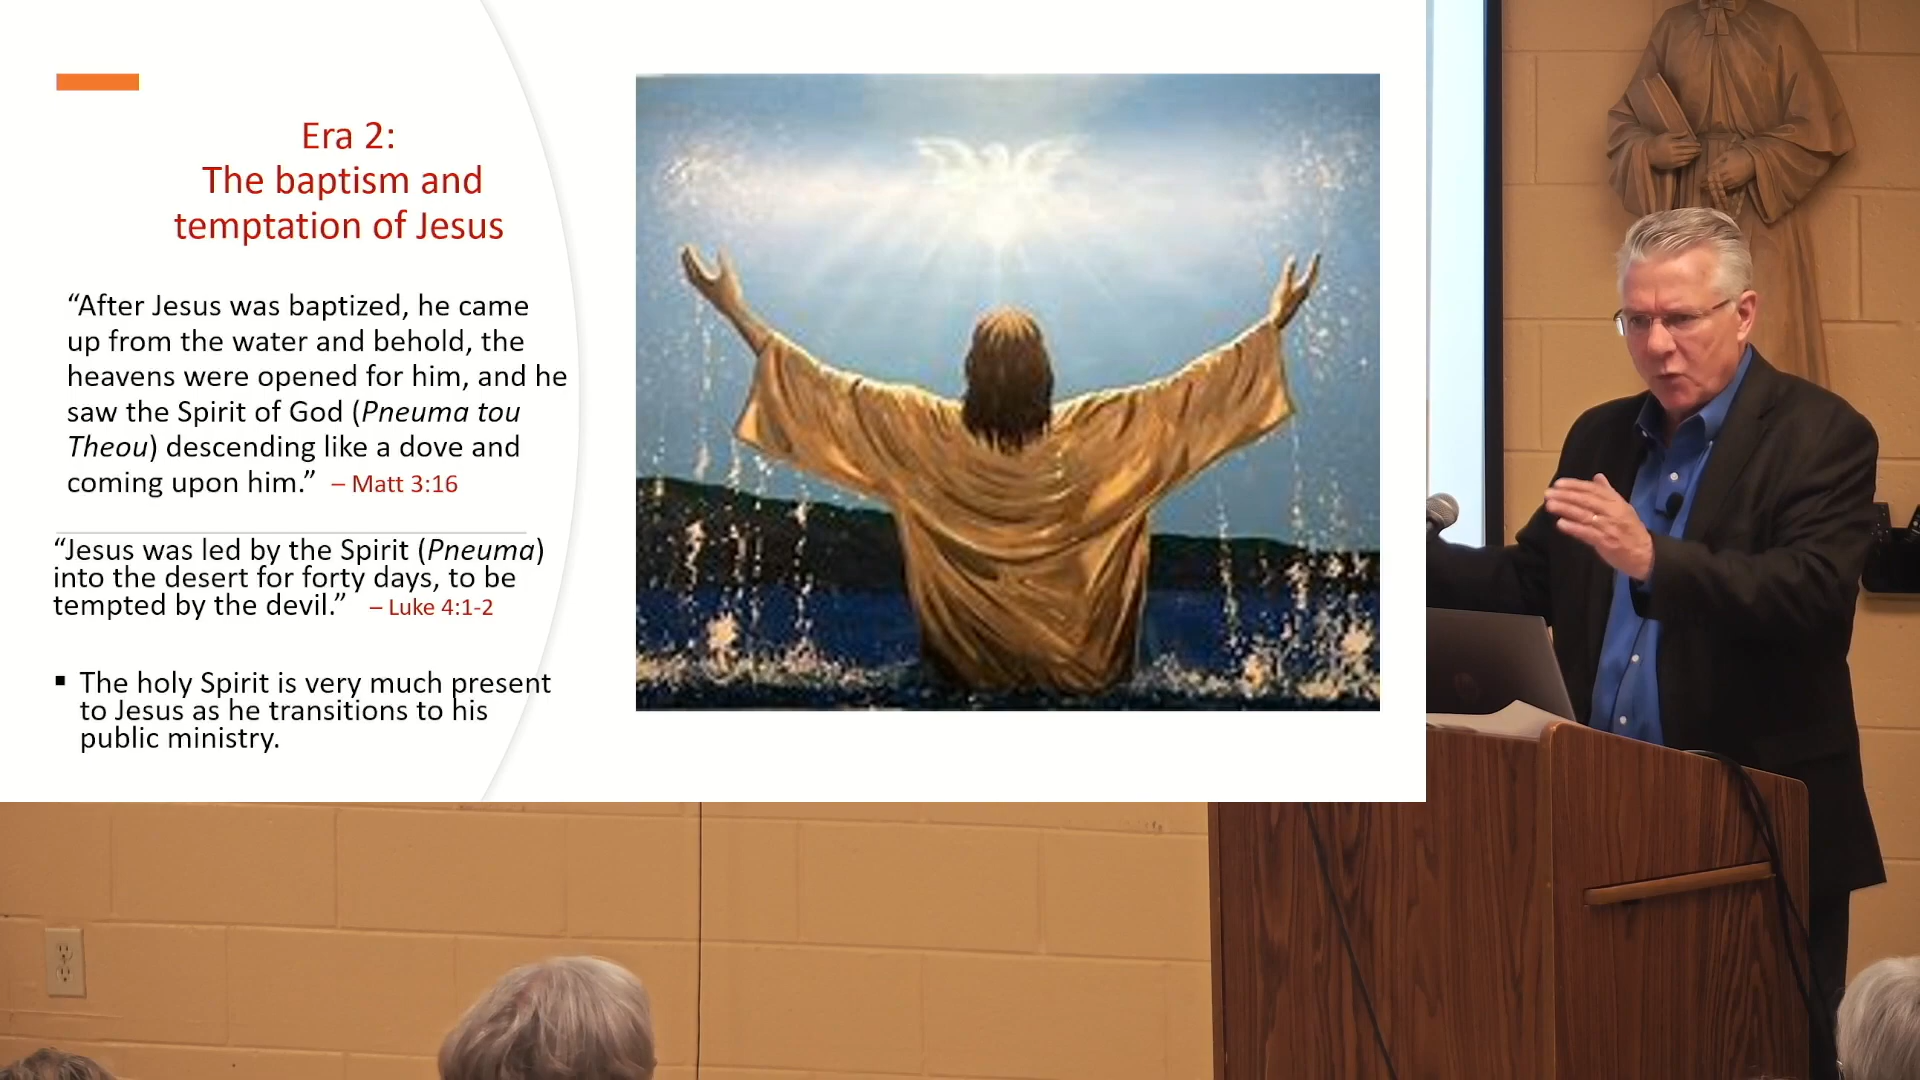 Era 2:
The baptism and
temptation of Jesus
“After Jesus was baptized, he came
up from the water and behold, the
heavens were opened for him, and he
saw the Spirit of God (Pneuma tou
Theou) descending like a dove and
coming upon him.” – Matt 3:16
“Jesus was led by the Spirit (Pneuma)
into the desert for forty days, to be
tempted by the devil.” – Luke 4:1-2
▪ The holy Spirit is very much present
to Jesus as he transitions to his
public ministry.